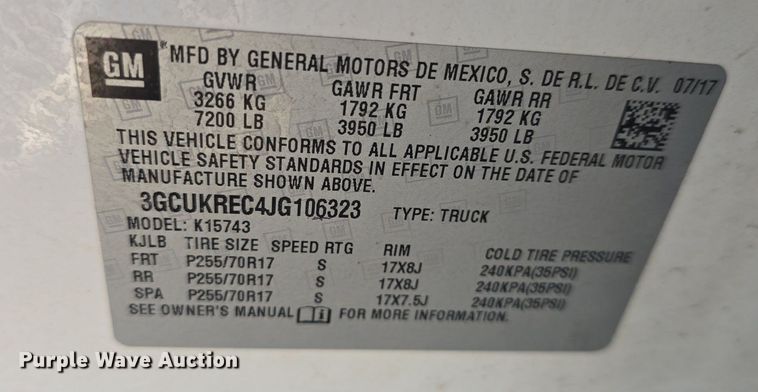 GM
® MFD BY GENERAL MOTORS DE MEXICO, S. DE R.L. DE C.V. 07/17
GVWR GAWR FRT GAWR RR
3266 KG 1792 KG 1792 KG
7200 LB 3950 LB 3950 LB
THIS VEHICLE CONFORMS TO ALL APPLICABLE U.S. FEDERAL MOTOR
VEHICLE SAFETY STANDARDS IN EFFECT ON THE DATE OF
MANUFACTURE SHOWN ABOVE.
3GCUKREC4JG106323 TYPE: TRUCK
MODEL: K15743
KJLB TIRE SIZE SPEED RTG RIM COLD TIRE PRESSURE
FRT P255/70R17 S 17X8J 240KPA(35PSI)
RR P255/70R17 S 17X8J 240KPA(35PSI)
SPA P255/70R17 S 17X7.5J 240KPA(35PSI)
SEE OWNER'S MANUAL FOR MORE INFORMATION.
Purple Wave Auction